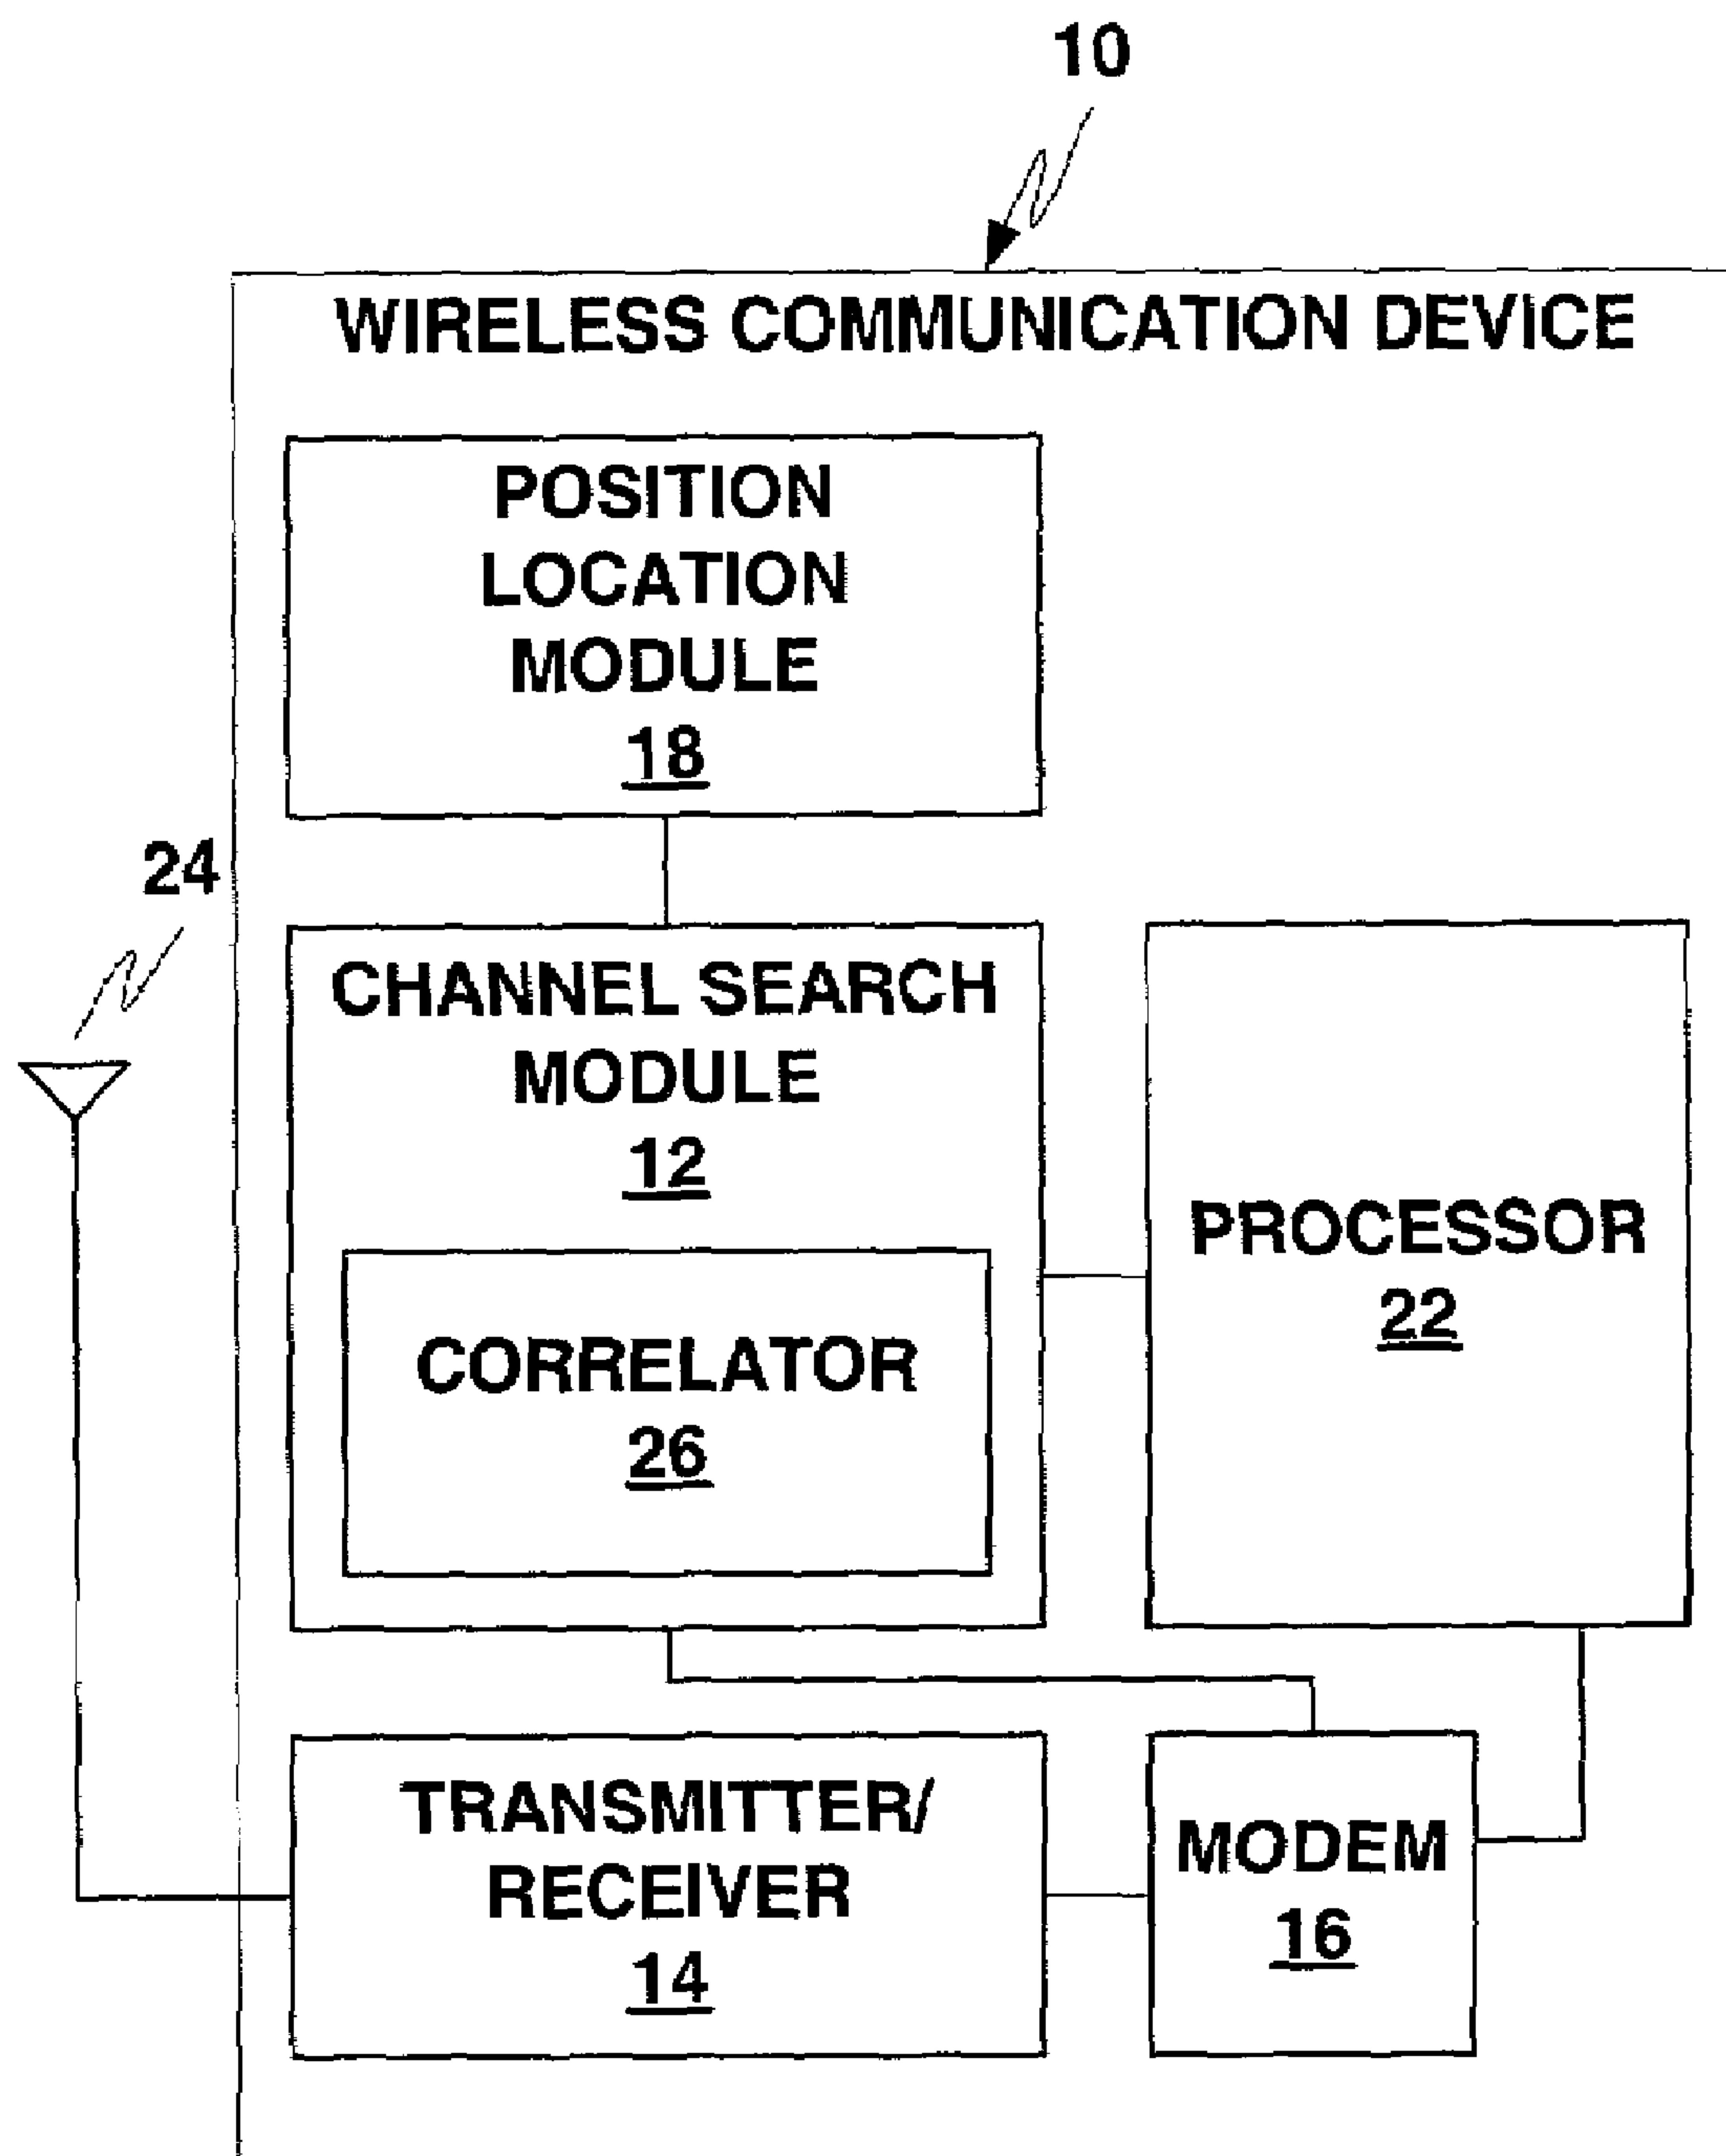 10
WIRELESS COMMUNICATION DEVICE
POSITION
LOCATION
MODULE
18
24
CHANNEL SEARCH
MODULE
12
PROCESSOR
22
CORRELATOR
26
TRANSMITTER/
RECEIVER
14
MODEM
16